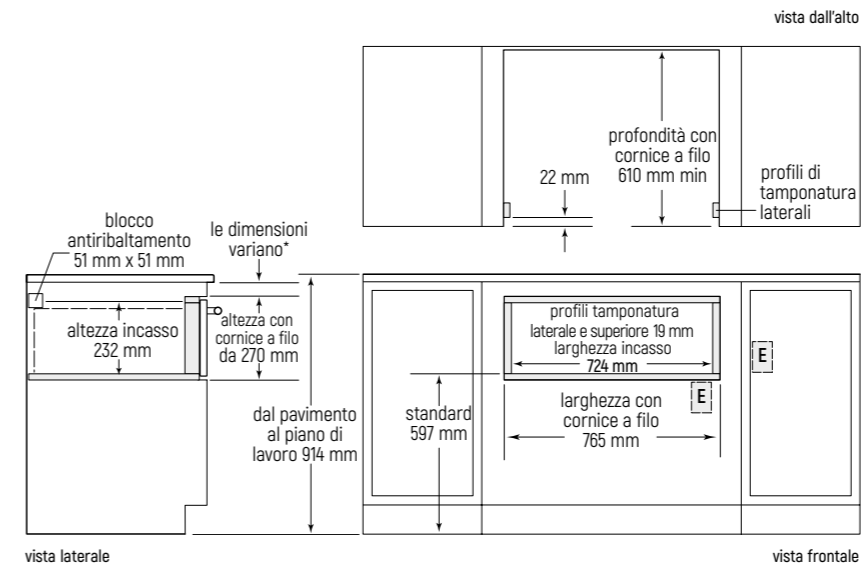 vista dall'alto
profondità con
cornice a filo
610 mm min
22 mm
profili di
tamponatura
laterali
blocco
antiribaltamento
51 mm x 51 mm
le dimensioni
variano*
altezza incasso
232 mm
altezza con
cornice a filo
da 270 mm
dal pavimento
al piano di
lavoro 914 mm
standard
597 mm
profili tamponatura
laterale e superiore 19 mm
larghezza incasso
724 mm
E
E
larghezza con
cornice a filo
765 mm
vista laterale
vista frontale